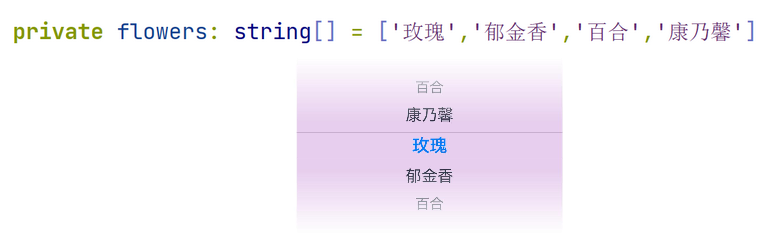 private flowers: string[] = ['玫瑰','郁金香','百合','康乃馨']
百合
康乃馨
玫瑰
郁金香
百合